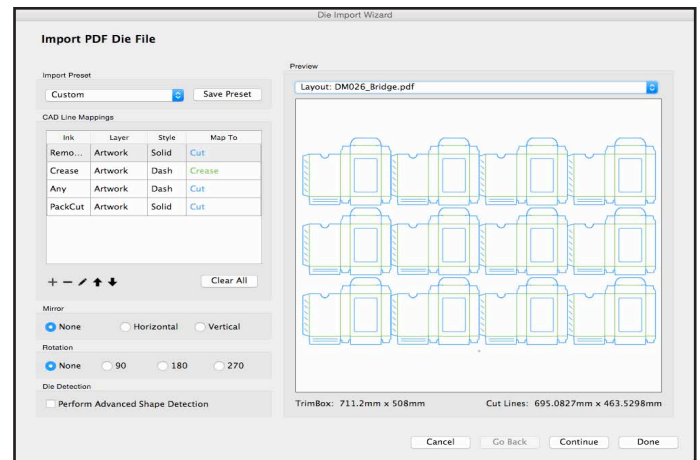 Die Import Wizard
Import PDF Die File
Import Preset
Custom
Save Preset
CAD Line Mappings
Ink Layer Style Map To
Remo... Artwork Solid Cut
Crease Artwork Dash Crease
Any Artwork Dash Cut
PackCut Artwork Solid Cut
Clear All
Mirror
None Horizontal Vertical
Rotation
None 90 180 270
Die Detection
Perform Advanced Shape Detection
Preview
Layout: DM026_Bridge.pdf
TrimBox: 711.2mm x 508mm Cut Lines: 695.0827mm x 463.5298mm
Cancel Go Back Continue Done